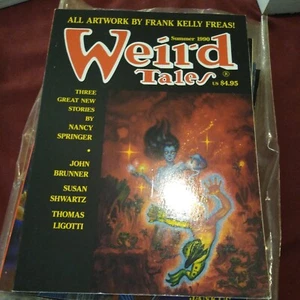 ALL ARTWORK BY FRANK KELLY FREAS!
Summer 1990
Weird
Tales
®
US $4.95
THREE
GREAT NEW
STORIES
BY
NANCY
SPRINGER
•
JOHN
BRUNNER
SUSAN
SHWARTZ
THOMAS
LIGOTTI